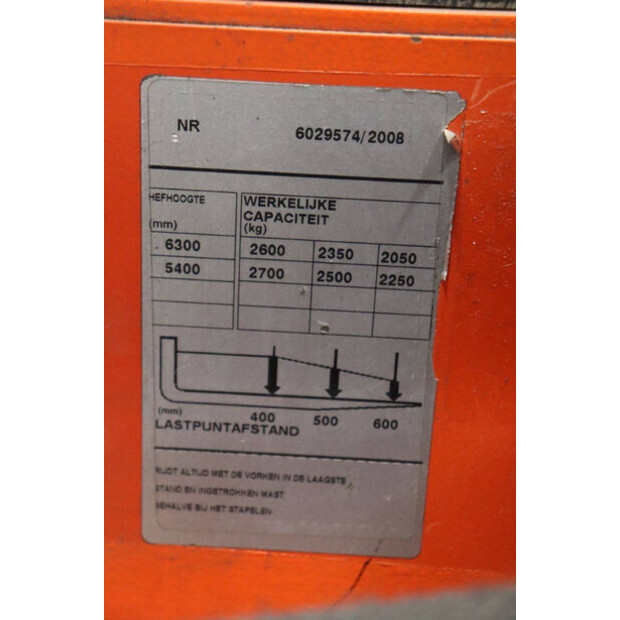 NR 6029574/2008
HEFHOOGTE WERKELIJKE
CAPACITEIT
(mm) (kg)
6300 2600 2350 2050
5400 2700 2500 2250
(mm) 400 500 600
LASTPUNTAFSTAND
RIJDT ALTIJD MET DE VORKEN IN DE LAAGSTE
STAND EN INGETROKKEN MAST
BEHALVE BIJ HET STAPELEN